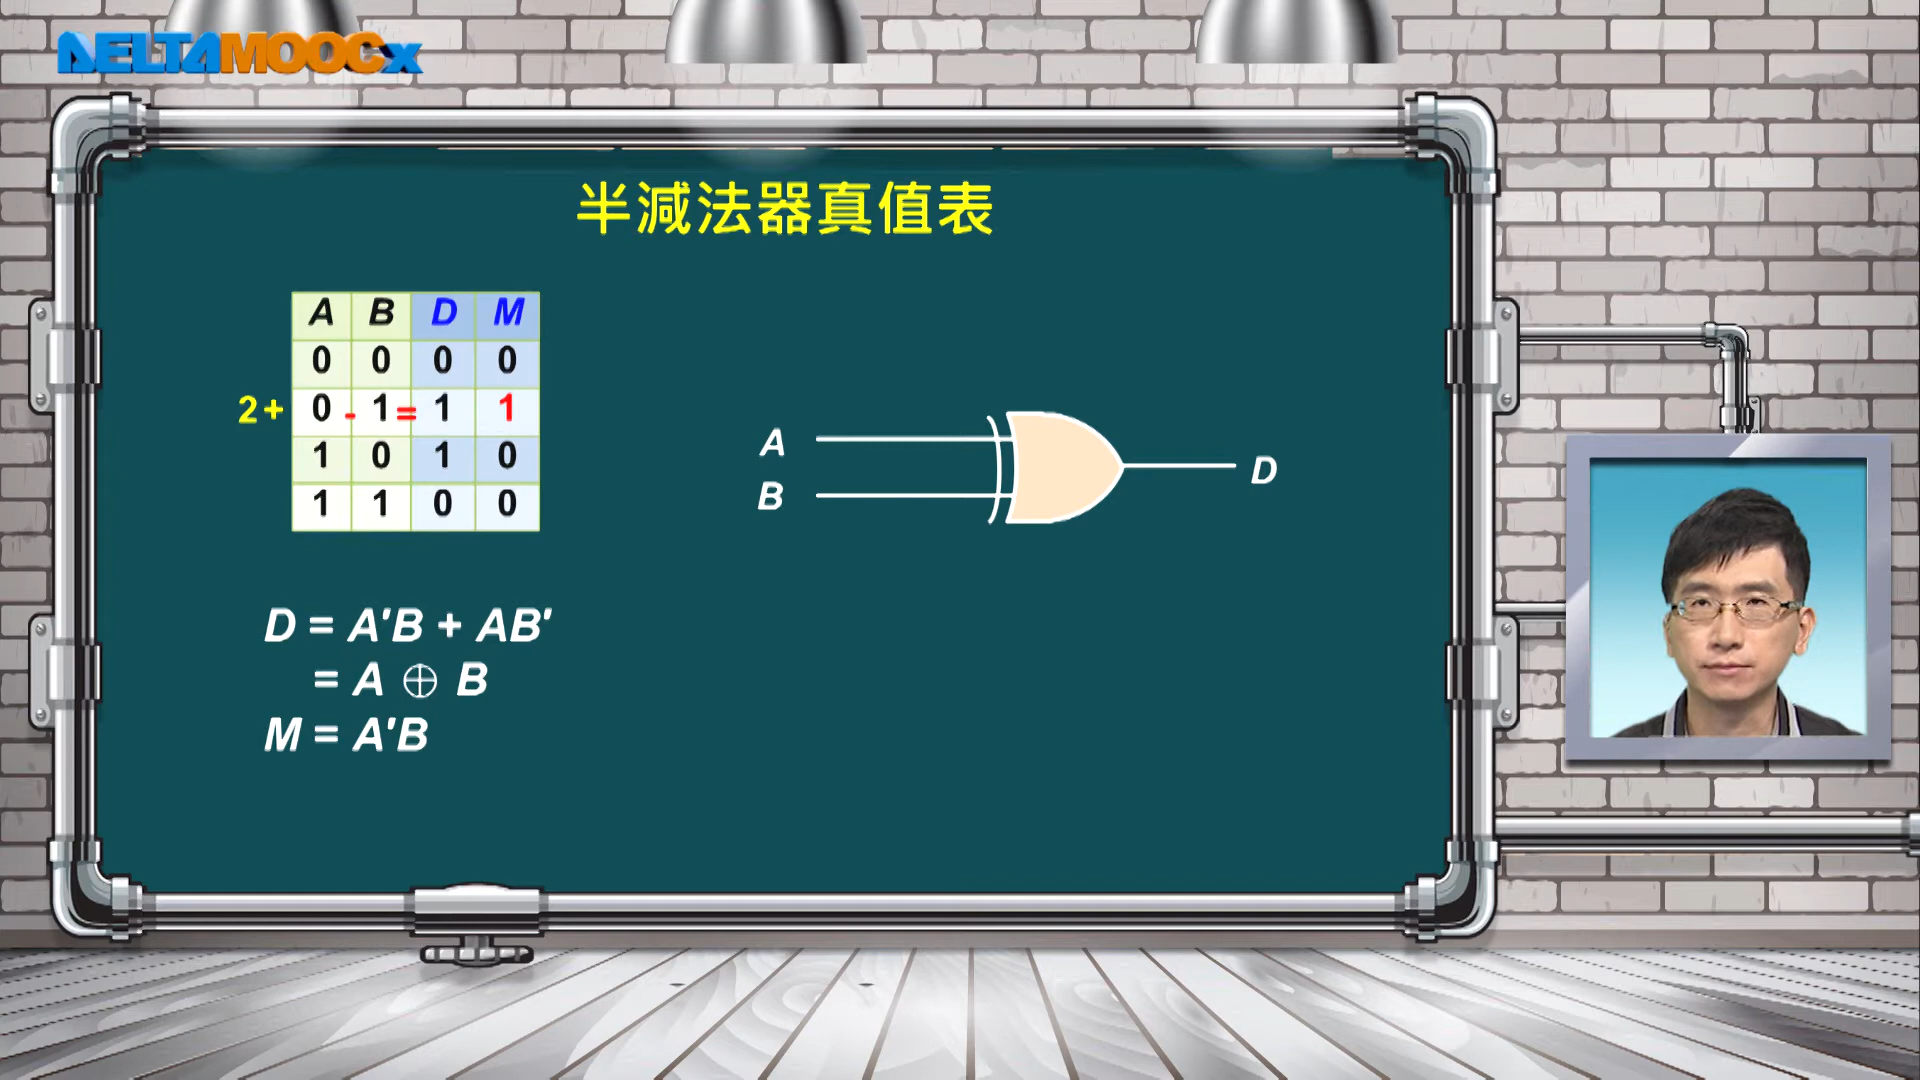 DELTAMOOCx
半減法器真值表
A B D M
0 0 0 0
2+ 0 - 1 = 1 1
1 0 1 0
1 1 0 0
A
B
D
D = A'B + AB'
= A ⊕ B
M = A'B